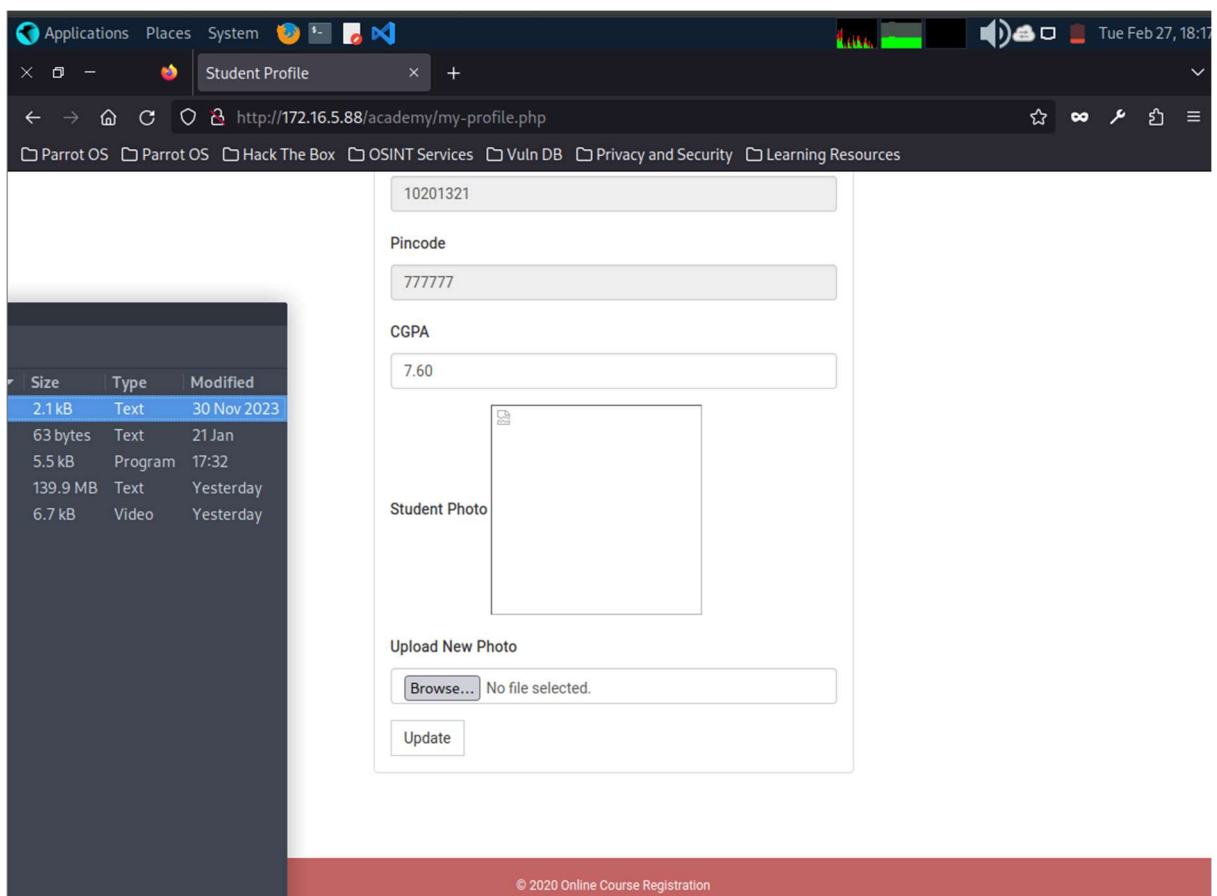 Applications Places System Tue Feb 27, 18:17
Student Profile
http://172.16.5.88/academy/my-profile.php
Parrot OS Parrot OS Hack The Box OSINT Services Vuln DB Privacy and Security Learning Resources
10201321
Pincode
777777
CGPA
7.60
Size Type Modified
2.1 kB Text 30 Nov 2023
63 bytes Text 21 Jan
5.5 kB Program 17:32
139.9 MB Text Yesterday
6.7 kB Video Yesterday
Student Photo
Upload New Photo
Browse... No file selected.
Update
© 2020 Online Course Registration